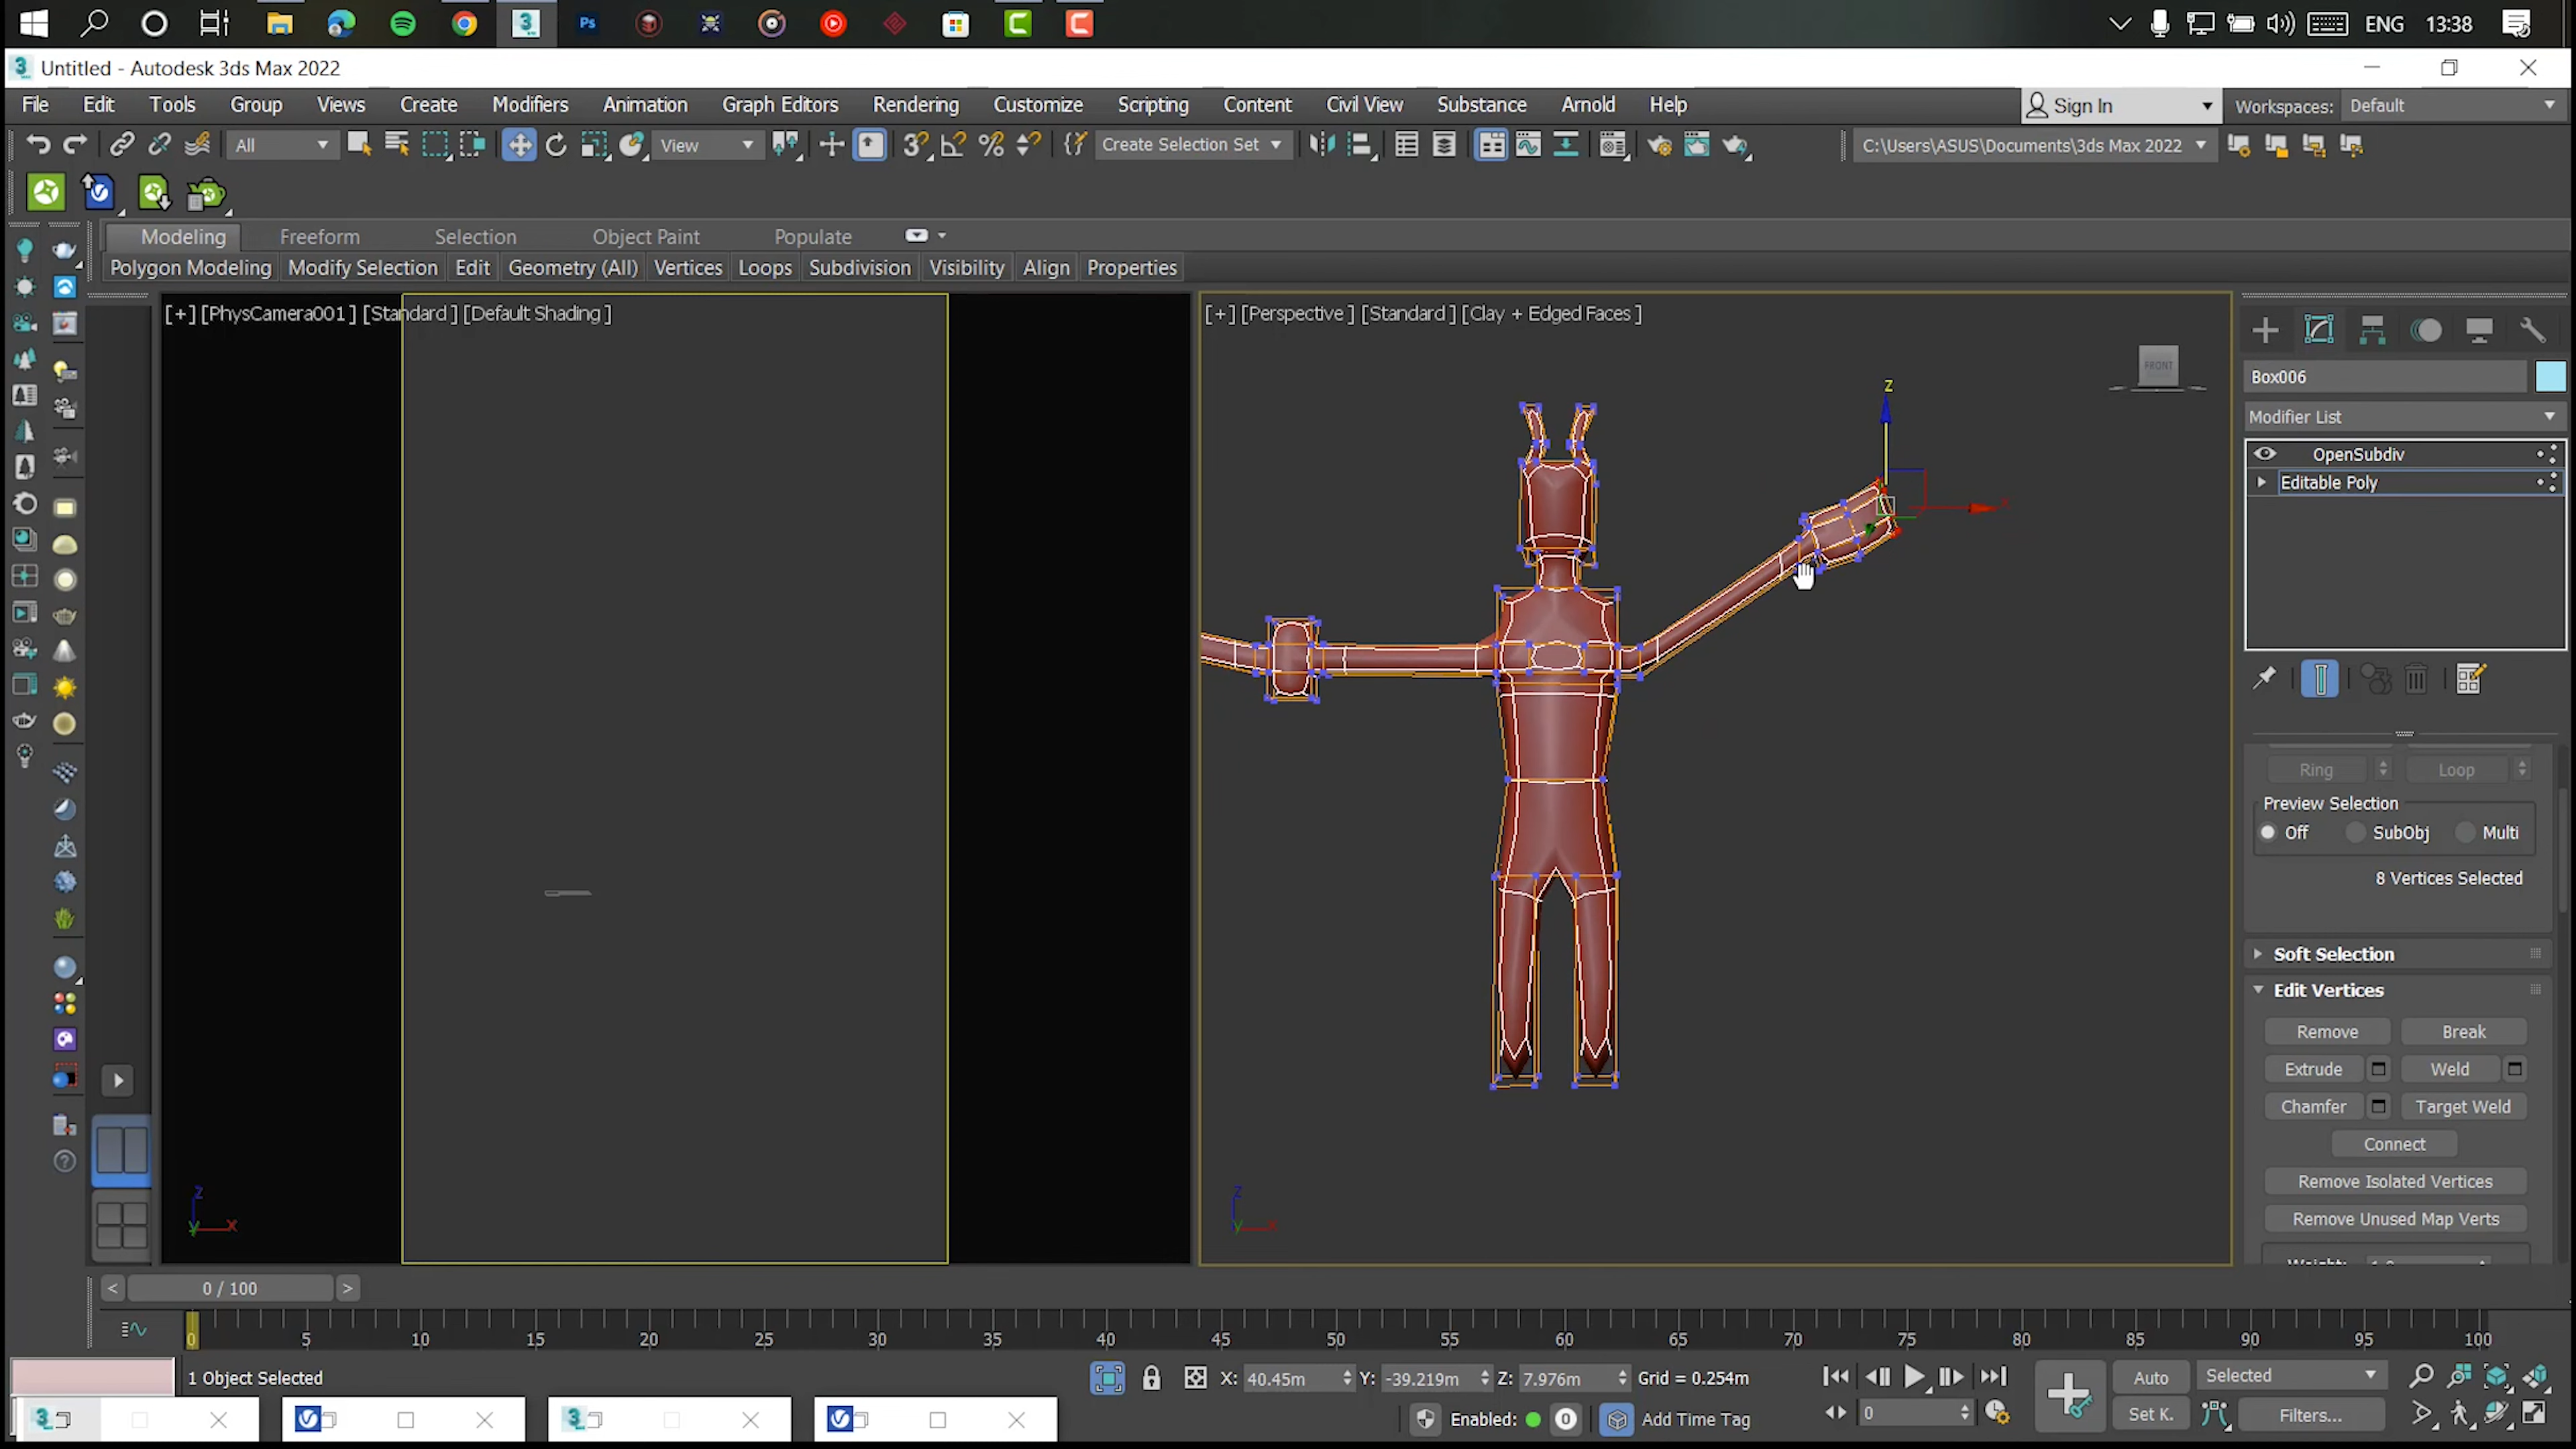 ENG 13:38
Untitled - Autodesk 3ds Max 2022
File Edit Tools Group Views Create Modifiers Animation Graph Editors Rendering Customize Scripting Content Civil View Substance Arnold Help
Sign In Workspaces: Default
All View Create Selection Set C:\Users\ASUS\Documents\3ds Max 2022
Modeling Freeform Selection Object Paint Populate
Polygon Modeling Modify Selection Edit Geometry (All) Vertices Loops Subdivision Visibility Align Properties
[+] [PhysCamera001] [Standard] [Default Shading]
[+] [Perspective] [Standard] [Clay + Edged Faces]
FRONT
z
x
Box006
Modifier List
OpenSubdiv
Editable Poly
Ring Loop
Preview Selection
Off SubObj Multi
8 Vertices Selected
Soft Selection
Edit Vertices
Remove Break
Extrude Weld
Chamfer Target Weld
Connect
Remove Isolated Vertices
Remove Unused Map Verts
z
y x
z
y x
< 0 / 100 >
0 5 10 15 20 25 30 35 40 45 50 55 60 65 70 75 80 85 90 95 100
1 Object Selected
X: 40.45m Y: -39.219m Z: 7.976m Grid = 0.254m
Enabled: 0 Add Time Tag
0
Auto Selected
Set K. Filters...